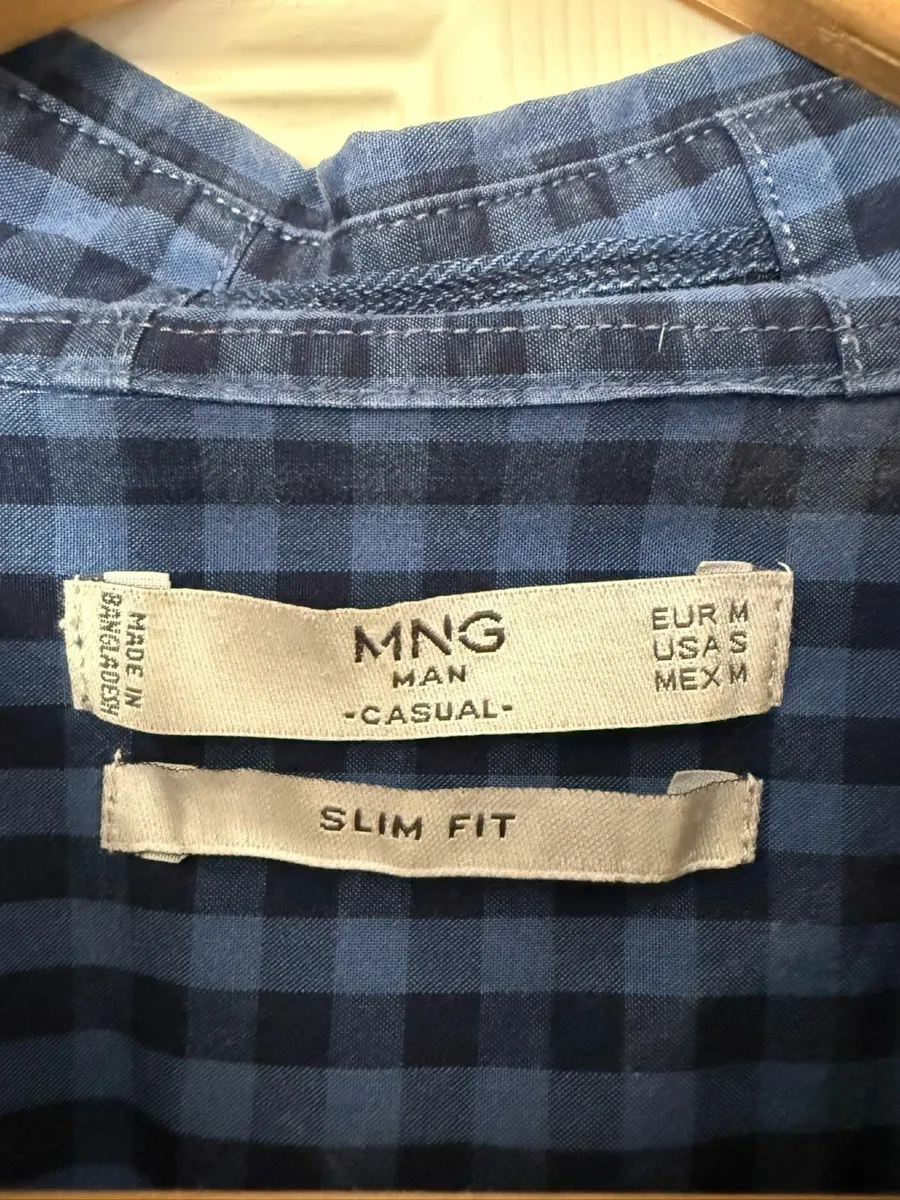 MADE IN
BANGLADESH
MNG
MAN
-CASUAL-
EUR M
USA S
MEX M
SLIM FIT